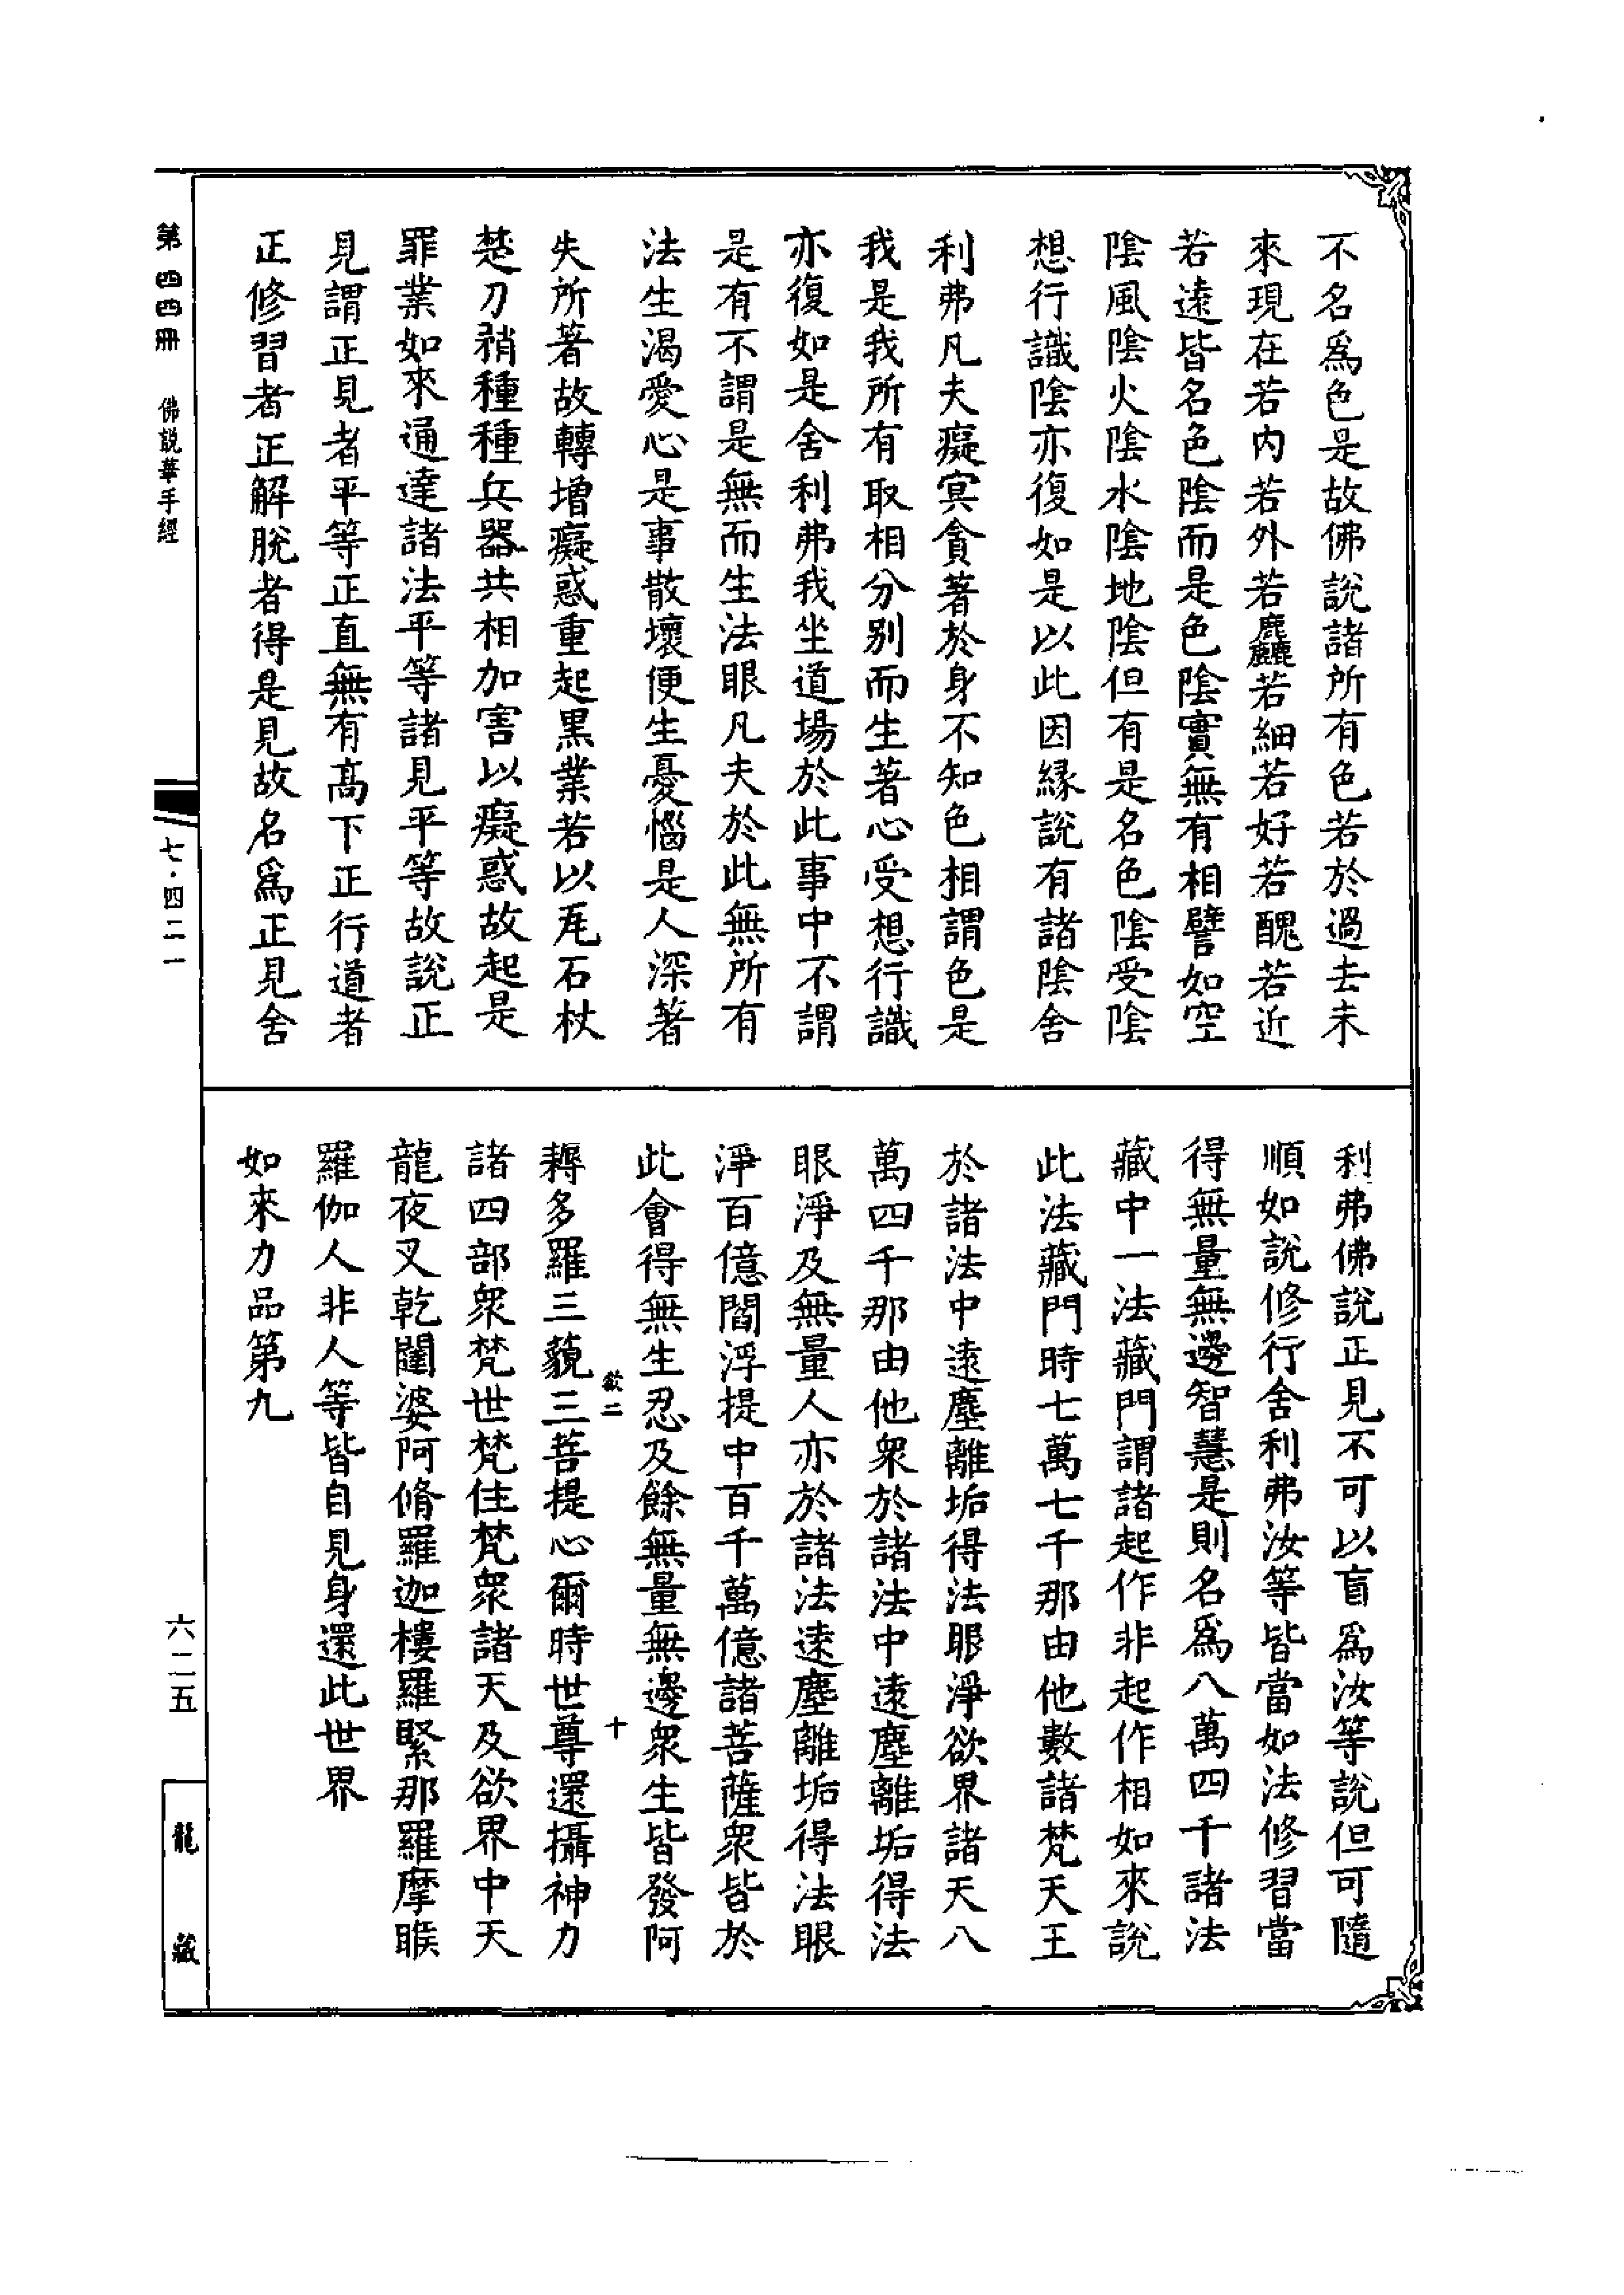 不名爲色是故佛說諸所有色若於過去未
來現在若內若外若麤若細若好若醜若近
若遠皆名色陰而是色陰實無有相譬如空
陰風陰火陰水陰地陰但有是名色陰受陰
想行識陰亦復如是以此因緣說有諸陰舍
利弗凡夫癡冥貪著於身不知色相謂色是
我是我所有取相分別而生著心受想行識
亦復如是舍利弗我坐道場於此事中不謂
是有不謂是無而生法眼凡夫於此無所有
法生渴愛心是事散壞便生憂惱是人深著
失所著故轉增癡惑重起黑業若以瓦石杖
楚刀矟種種兵器共相加害以癡惑故起是
罪業如來通達諸法平等諸見平等故說正
見謂正見者平等正直無有高下正行道者
正修習者正解脫者得是見故名爲正見舍
利弗佛說正見不可以盲爲汝等說但可隨
順如說修行舍利弗汝等皆當如法修習當
得無量無邊智慧是則名爲八萬四千諸法
藏中一法藏門謂諸起作非起作相如來說
此法藏門時七萬七千那由他數諸梵天王
於諸法中遠塵離垢得法眼淨欲界諸天八
萬四千那由他衆於諸法中遠塵離垢得法
眼淨及無量人亦於諸法遠塵離垢得法眼
淨百億閻浮提中百千萬億諸菩薩衆皆於
此會得無生忍及餘無量無邊衆生皆發阿
欲二 十
耨多羅三藐三菩提心爾時世尊還攝神力
諸四部衆梵世梵住梵衆諸天及欲界中天
龍夜叉乾闥婆阿脩羅迦樓羅緊那羅摩睺
羅伽人非人等皆自見身還此世界
如來力品第九
第四四冊 佛說華手經
七·四二一
六二五
龍藏